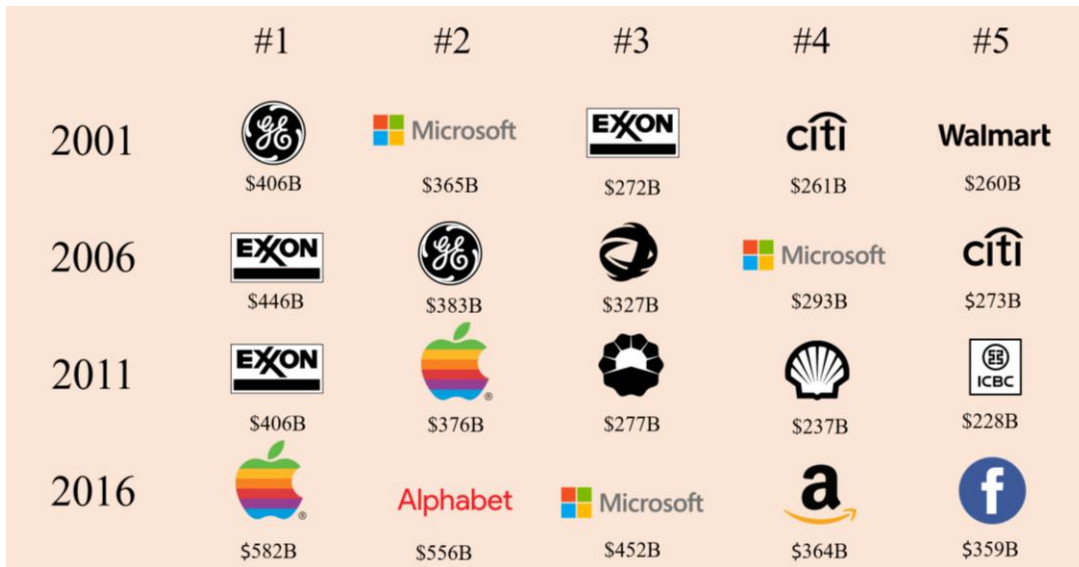 #1 #2 #3 #4 #5
2001 GE Microsoft EXXON citi Walmart
$406B $365B $272B $261B $260B
2006 EXXON GE Microsoft citi
$446B $383B $327B $293B $273B
2011 EXXON ® ICBC
$406B $376B $277B $237B $228B
2016 ® Alphabet Microsoft a f
$582B $556B $452B $364B $359B